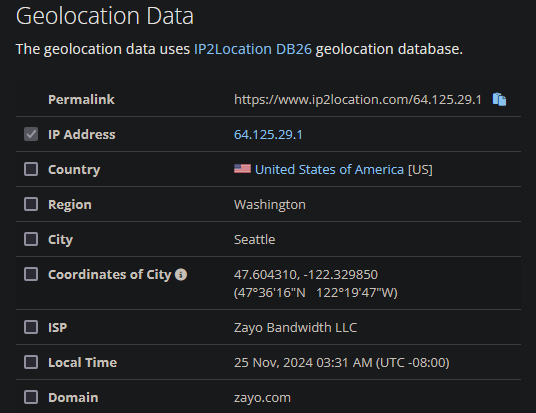 Geolocation Data
The geolocation data uses IP2Location DB26 geolocation database.
Permalink https://www.ip2location.com/64.125.29.1
IP Address 64.125.29.1
Country United States of America [US]
Region Washington
City Seattle
Coordinates of City 47.604310, -122.329850
(47°36'16"N 122°19'47"W)
ISP Zayo Bandwidth LLC
Local Time 25 Nov, 2024 03:31 AM (UTC -08:00)
Domain zayo.com